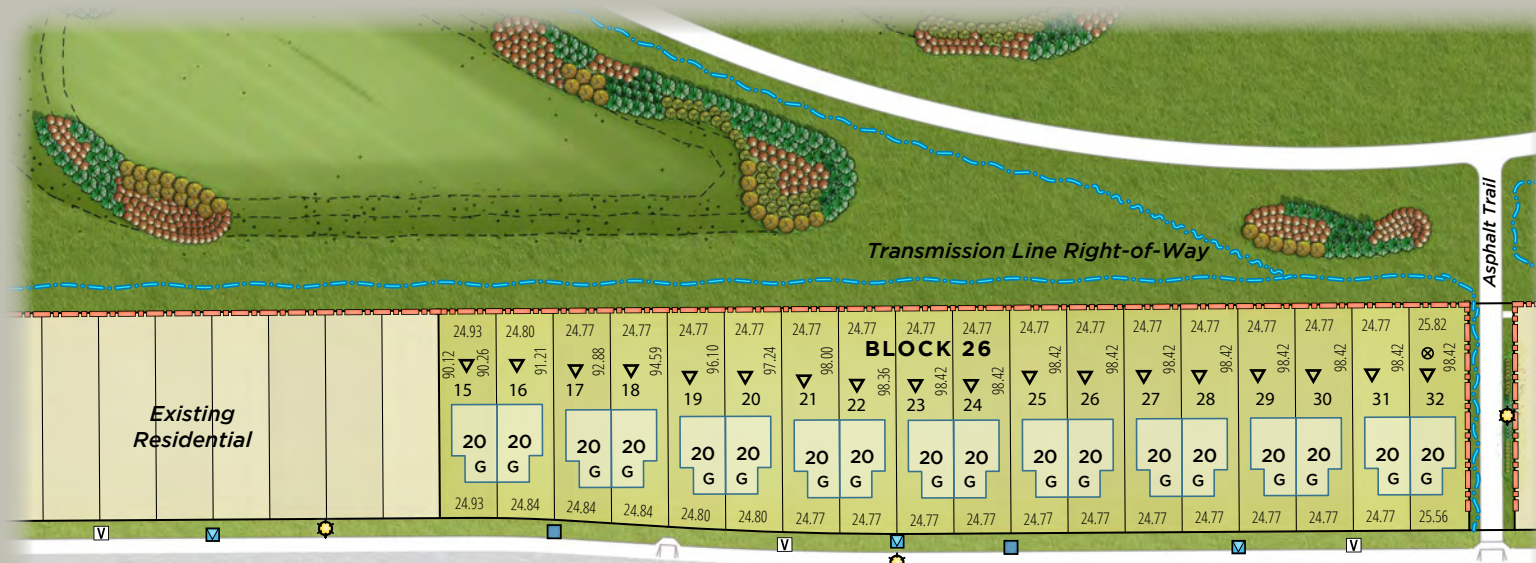 Asphalt Trail
Transmission Line Right-of-Way
24.93 24.80 24.77 24.77 24.77 24.77 24.77 24.77 24.77 24.77 24.77 24.77 24.77 24.77 24.77 24.77 24.77 25.82
BLOCK 26
90.12 90.26 91.21 92.88 94.59 96.10 97.24 98.00 98.36 98.42 98.42 98.42 98.42 98.42 98.42 98.42 98.42 98.42 98.42
15 16 17 18 19 20 21 22 23 24 25 26 27 28 29 30 31 32
Existing
Residential
20 20 20 20 20 20 20 20 20 20 20 20 20 20 20 20 20 20
G G G G G G G G G G G G G G G G G G
24.93 24.84 24.84 24.84 24.80 24.80 24.77 24.77 24.77 24.77 24.77 24.77 24.77 24.77 24.77 24.77 24.77 25.56
V V V V V V